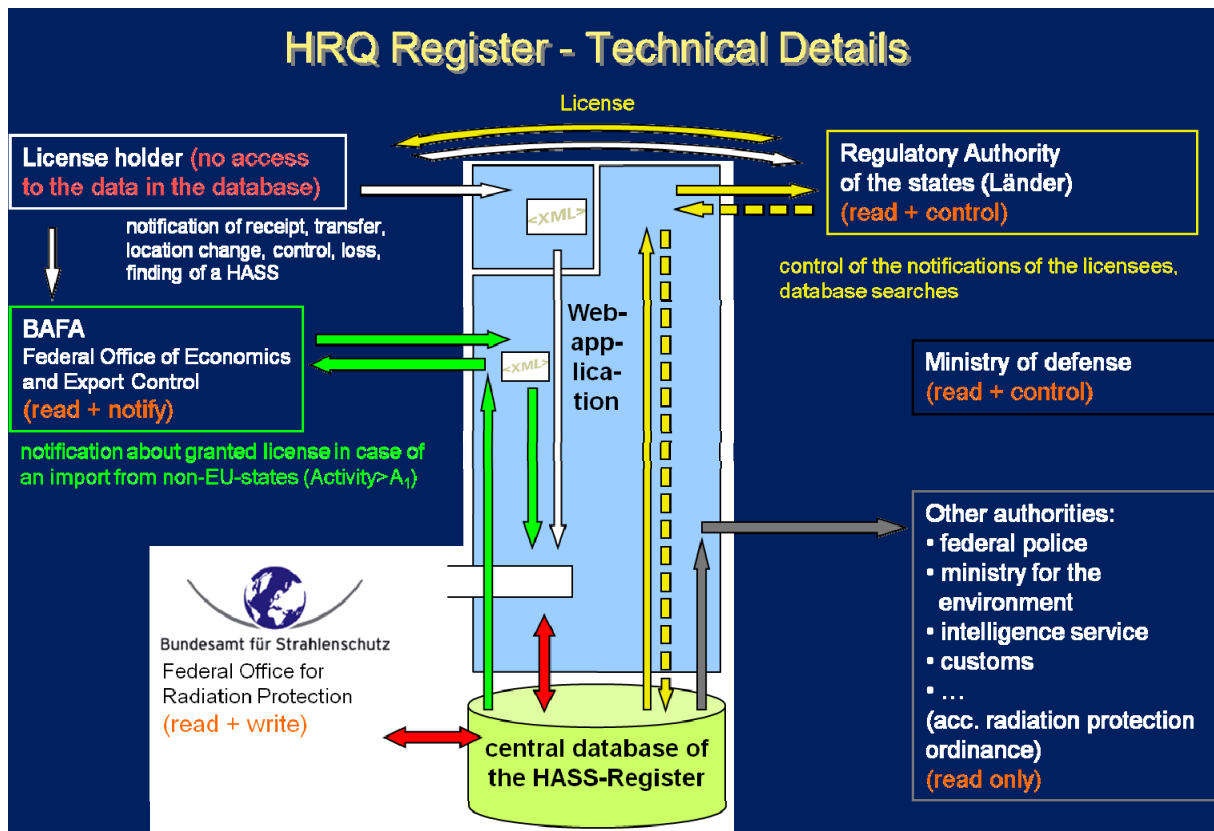 HRQ Register - Technical Details
License
License holder (no access
to the data in the database)
notification of receipt, transfer,
location change, control, loss,
finding of a HASS
<XML>
Regulatory Authority
of the states (Länder)
(read + control)
control of the notifications of the licensees,
database searches
BAFA
Federal Office of Economics
and Export Control
(read + notify)
notification about granted license in case of
an import from non-EU-states (Activity>A₁)
<XML>
Web-
app-
lica-
tion
Ministry of defense
(read + control)
Other authorities:
• federal police
• ministry for the
environment
• intelligence service
• customs
• ...
(acc. radiation protection
ordinance)
(read only)
Bundesamt für Strahlenschutz
Federal Office for
Radiation Protection
(read + write)
central database of
the HASS-Register